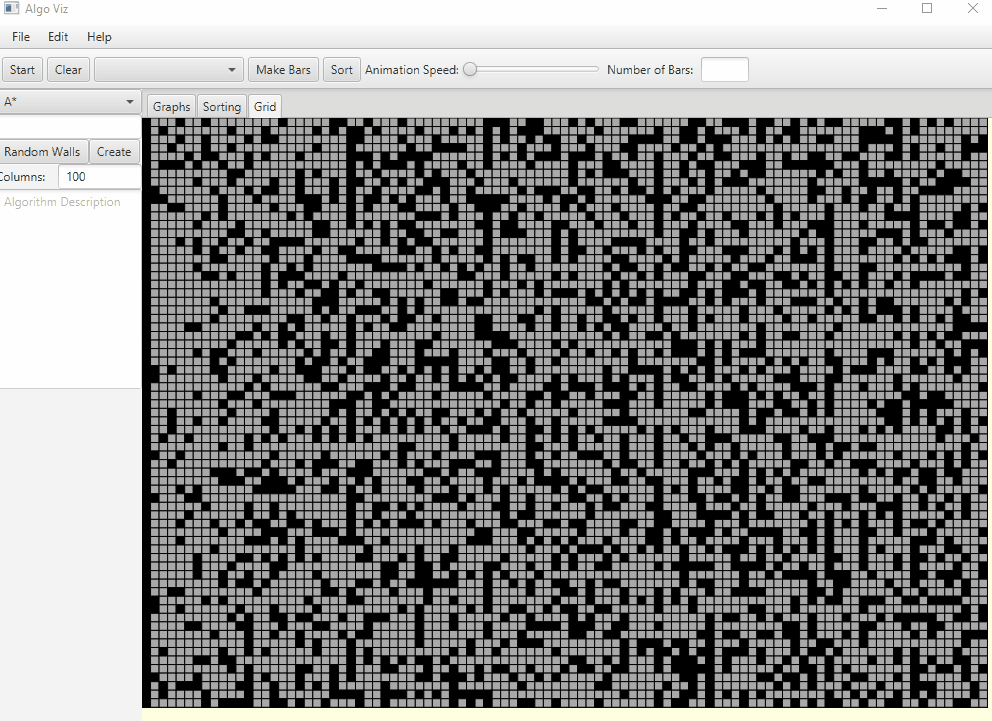 Algo Viz
File Edit Help
Start Clear Make Bars Sort Animation Speed: Number of Bars:
A*
Graphs Sorting Grid
Random Walls Create
Columns: 100
Algorithm Description